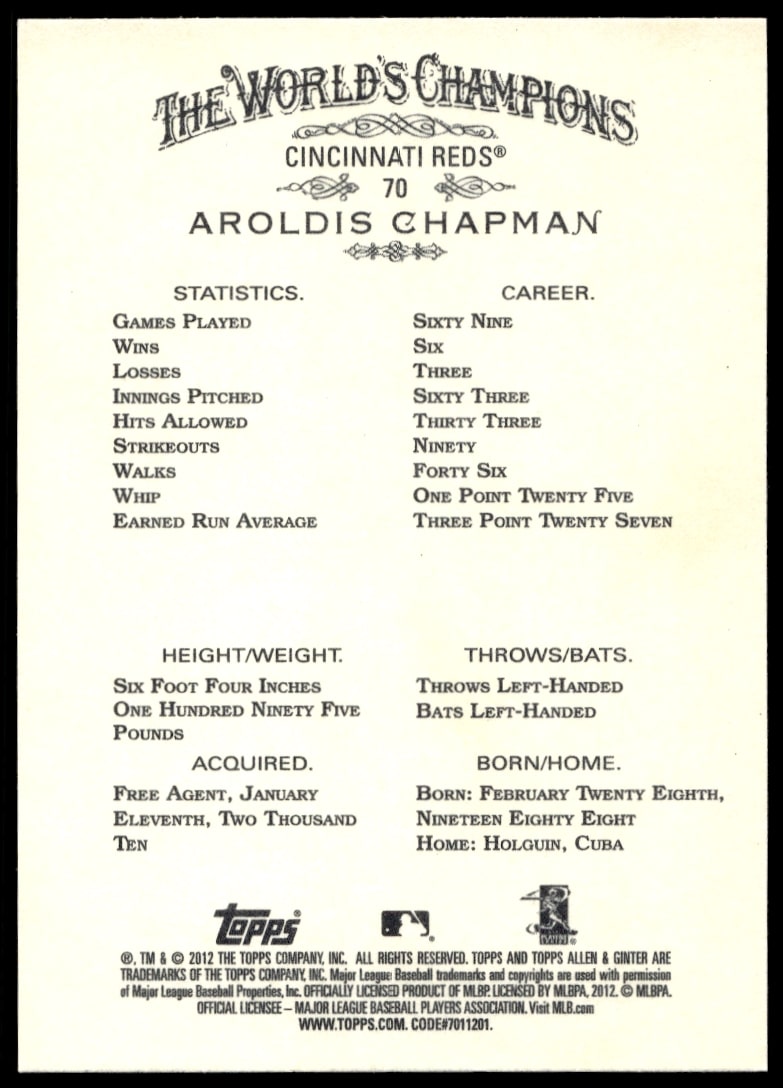 THE WORLD'S CHAMPIONS
CINCINNATI REDS®
70
AROLDIS CHAPMAN
STATISTICS. CAREER.
GAMES PLAYED SIXTY NINE
WINS SIX
LOSSES THREE
INNINGS PITCHED SIXTY THREE
HITS ALLOWED THIRTY THREE
STRIKEOUTS NINETY
WALKS FORTY SIX
WHIP ONE POINT TWENTY FIVE
EARNED RUN AVERAGE THREE POINT TWENTY SEVEN
HEIGHT/WEIGHT.
SIX FOOT FOUR INCHES
ONE HUNDRED NINETY FIVE
POUNDS
THROWS/BATS.
THROWS LEFT-HANDED
BATS LEFT-HANDED
ACQUIRED.
FREE AGENT, JANUARY
ELEVENTH, TWO THOUSAND
TEN
BORN/HOME.
BORN: FEBRUARY TWENTY EIGHTH,
NINETEEN EIGHTY EIGHT
HOME: HOLGUIN, CUBA
Topps®
®, TM & © 2012 THE TOPPS COMPANY, INC. ALL RIGHTS RESERVED. TOPPS AND TOPPS ALLEN & GINTER ARE
TRADEMARKS OF THE TOPPS COMPANY, INC. Major League Baseball trademarks and copyrights are used with permission
of Major League Baseball Properties, Inc. OFFICIALLY LICENSED PRODUCT OF MLBP. LICENSED BY MLBPA, 2012. © MLBPA.
OFFICIAL LICENSEE – MAJOR LEAGUE BASEBALL PLAYERS ASSOCIATION. Visit MLB.com
WWW.TOPPS.COM. CODE#7011201.